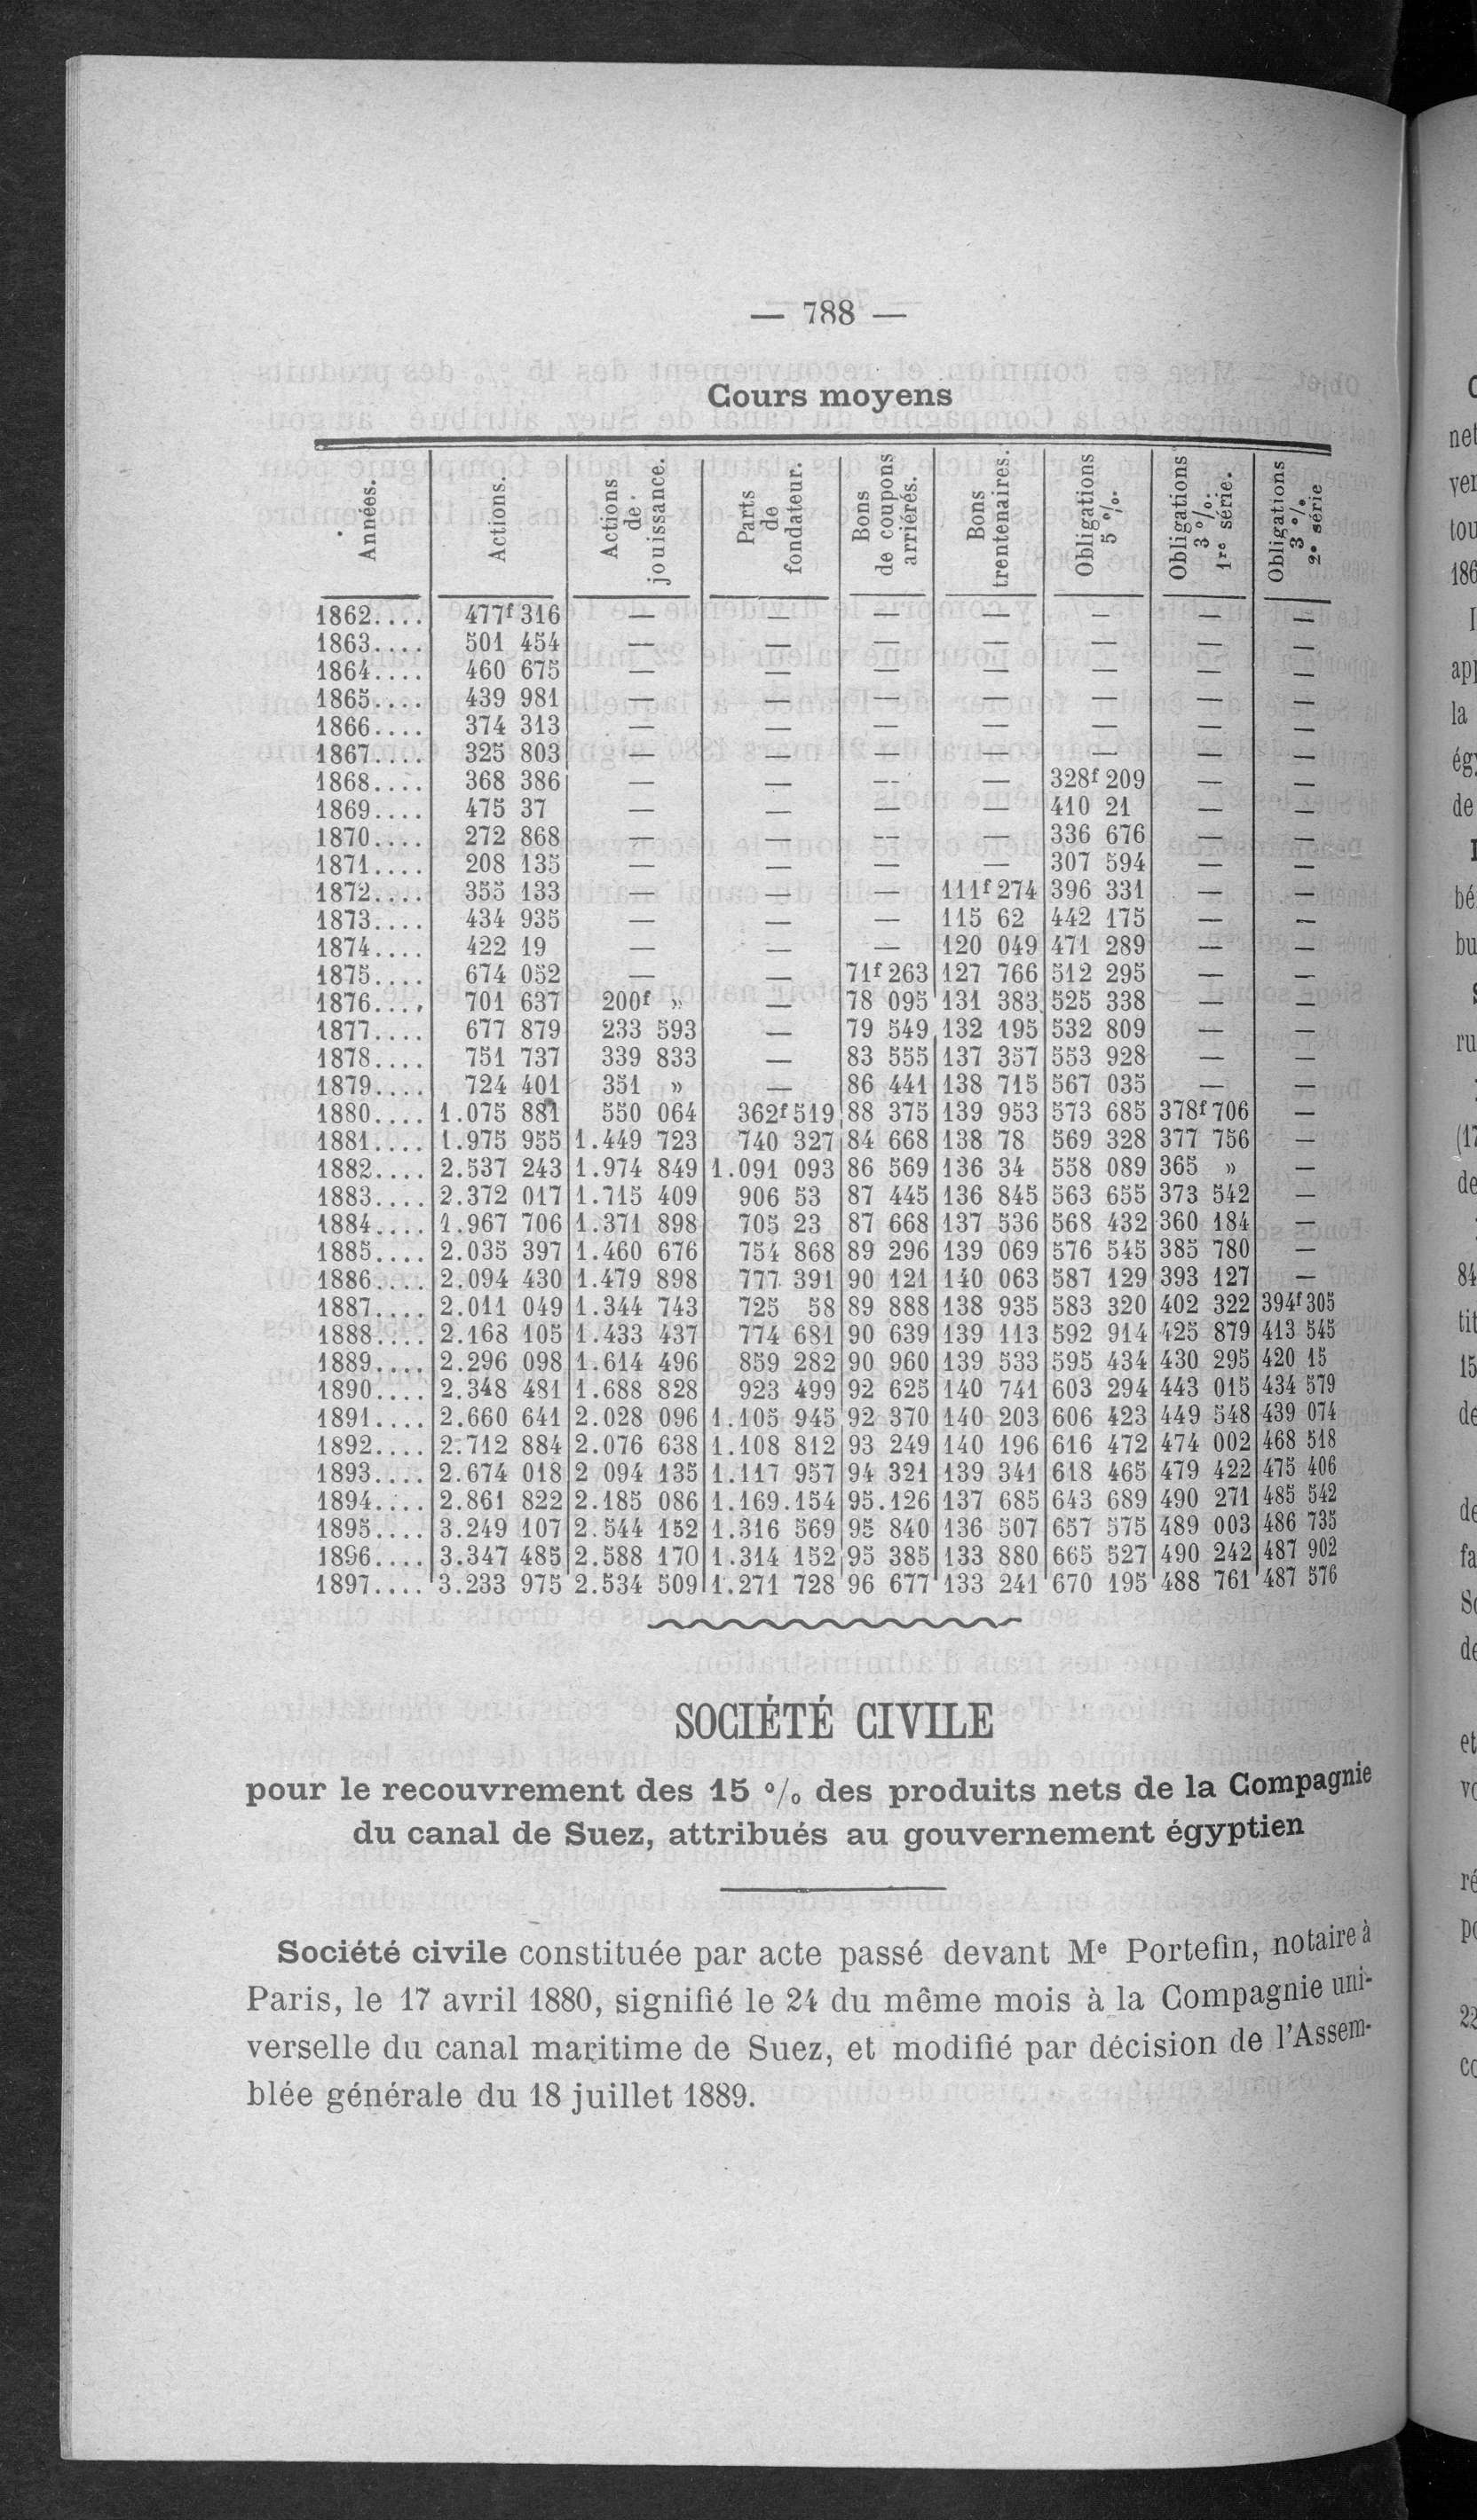 — 788 —
Cours moyens
Années. Actions. Actions de jouissance. Parts de fondateur. Bons de coupons arriérés. Bons trentenaires. Obligations 5 %. Obligations 3 %. 1re série. Obligations 3 % 2e série
1862.... 477f 316 — — — — — — —
1863.... 501 454 — — — — — — —
1864.... 460 675 — — — — — — —
1865.... 439 981 — — — — — — —
1866.... 374 313 — — — — — — —
1867.... 325 803 — — — — — — —
1868.... 368 386 — — — — 328f 209 — —
1869.... 475 37 — — — — 410 21 — —
1870.... 272 868 — — — — 336 676 — —
1871.... 208 135 — — — — 307 594 — —
1872.... 355 133 — — — 111f 274 396 331 — —
1873.... 434 935 — — — 115 62 442 175 — —
1874.... 422 19 — — — 120 049 471 289 — —
1875.... 674 052 — — 71f 263 127 766 512 295 — —
1876.... 701 637 200f » — 78 095 131 383 525 338 — —
1877.... 677 879 233 593 — 79 549 132 195 532 809 — —
1878.... 751 737 339 833 — 83 555 137 357 553 928 — —
1879.... 724 401 351 » — 86 441 138 715 567 035 — —
1880.... 1.075 881 550 064 362f 519 88 375 139 953 573 685 378f 706 —
1881.... 1.975 955 1.449 723 740 327 84 668 138 78 569 328 377 756 —
1882.... 2.537 243 1.974 849 1.091 093 86 569 136 34 558 089 365 » —
1883.... 2.372 017 1.715 409 906 53 87 445 136 845 563 655 373 542 —
1884.... 1.967 706 1.371 898 705 23 87 668 137 536 568 432 360 184 —
1885.... 2.035 397 1.460 676 754 868 89 296 139 069 576 545 385 780 —
1886.... 2.094 430 1.479 898 777 391 90 121 140 063 587 129 393 127 —
1887.... 2.011 049 1.344 743 725 58 89 888 138 935 583 320 402 322 394f 305
1888.... 2.168 105 1.433 437 774 681 90 639 139 113 592 914 425 879 413 545
1889.... 2.296 098 1.614 496 859 282 90 960 139 533 595 434 430 295 420 15
1890.... 2.348 481 1.688 828 923 499 92 625 140 741 603 294 443 015 434 579
1891.... 2.660 641 2.028 096 1.105 945 92 370 140 203 606 423 449 548 439 074
1892.... 2.712 884 2.076 638 1.108 812 93 249 140 196 616 472 474 002 468 518
1893.... 2.674 018 2 094 135 1.117 957 94 321 139 341 618 465 479 422 475 406
1894.... 2.861 822 2.185 086 1.169.154 95.126 137 685 643 689 490 271 485 542
1895.... 3.249 107 2.544 152 1.316 569 95 840 136 507 657 575 489 003 486 735
1896.... 3.347 485 2.588 170 1.314 152 95 385 133 880 665 527 490 242 487 902
1897.... 3.233 975 2.534 509 1.271 728 96 677 133 241 670 195 488 761 487 576
SOCIÉTÉ CIVILE
pour le recouvrement des 15 % des produits nets de la Compagnie
du canal de Suez, attribués au gouvernement égyptien
Société civile constituée par acte passé devant Me Portefin, notaire à
Paris, le 17 avril 1880, signifié le 24 du même mois à la Compagnie uni-
verselle du canal maritime de Suez, et modifié par décision de l'Assem-
blée générale du 18 juillet 1889.